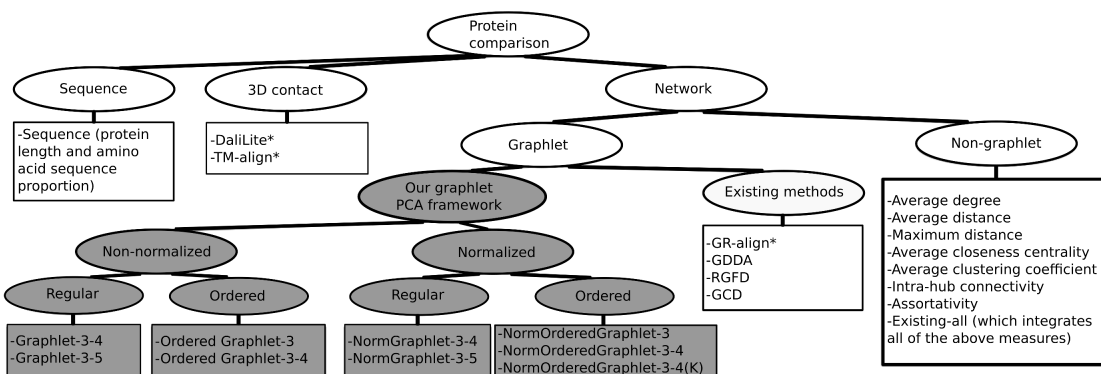 Protein
comparison
Sequence
3D contact
Network
-Sequence (protein
length and amino
acid sequence
proportion)
-DaliLite*
-TM-align*
Graphlet
Non-graphlet
Our graphlet
PCA framework
Existing methods
-Average degree
-Average distance
-Maximum distance
-Average closeness centrality
-Average clustering coefficient
-Intra-hub connectivity
-Assortativity
-Existing-all (which integrates
all of the above measures)
-GR-align*
-GDDA
-RGFD
-GCD
Non-normalized
Normalized
Regular
Ordered
Regular
Ordered
-Graphlet-3-4
-Graphlet-3-5
-Ordered Graphlet-3
-Ordered Graphlet-3-4
-NormGraphlet-3-4
-NormGraphlet-3-5
-NormOrderedGraphlet-3
-NormOrderedGraphlet-3-4
-NormOrderedGraphlet-3-4(K)